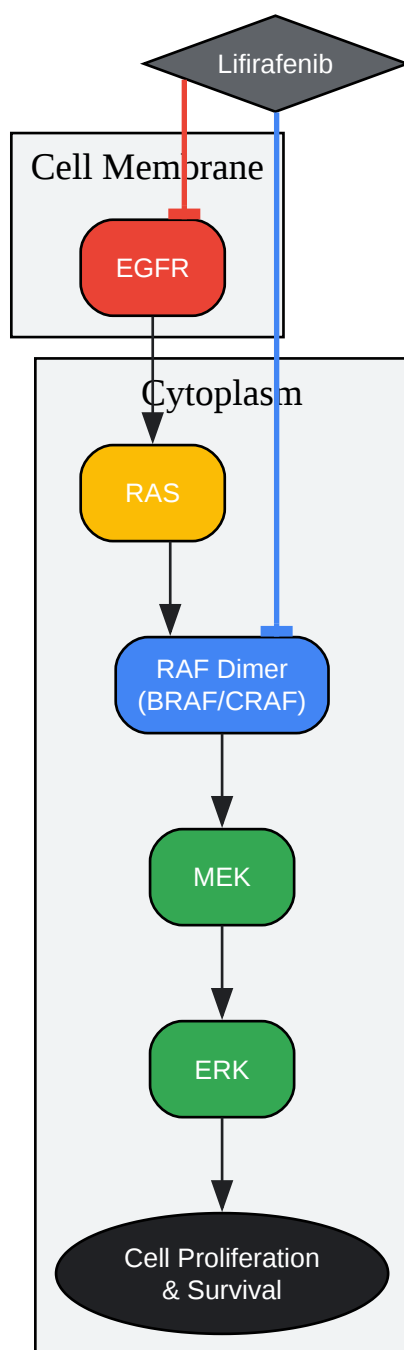 Lifirafenib
Cell Membrane
EGFR
Cytoplasm
RAS
RAF Dimer
(BRAF/CRAF)
MEK
ERK
Cell Proliferation
& Survival